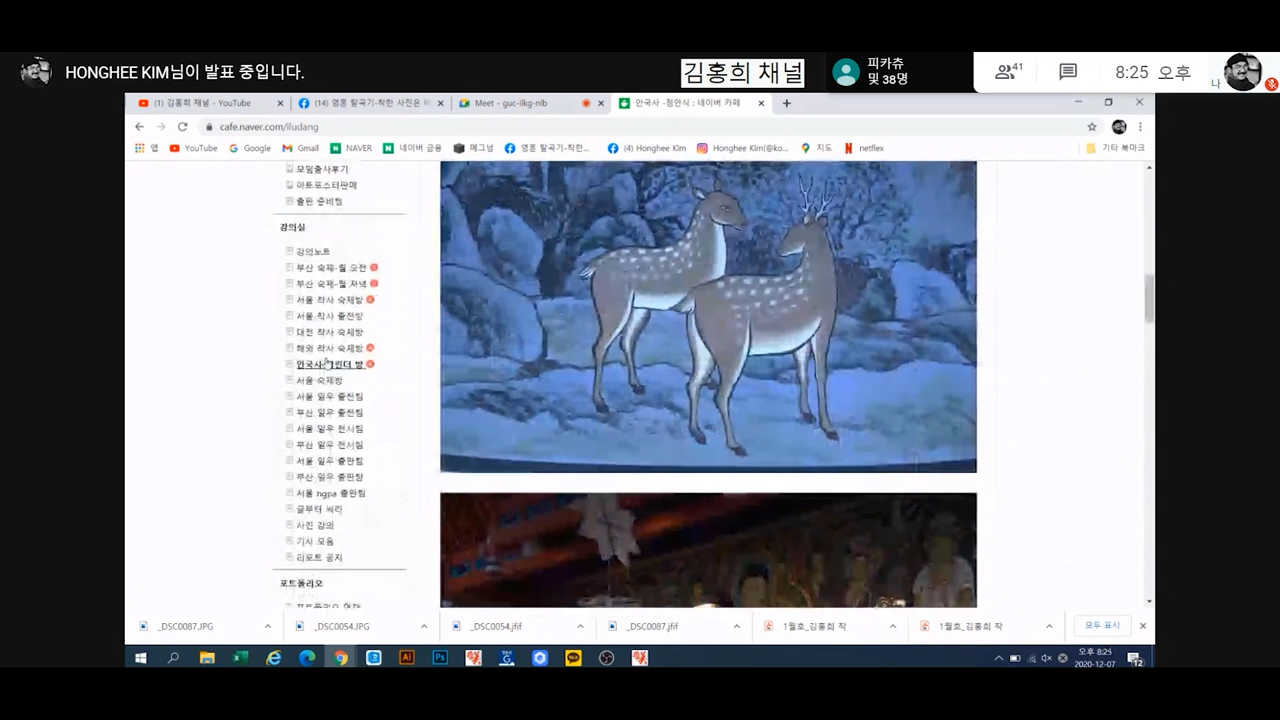 HONGHEE KIM님이 발표 중입니다.
김홍희 채널
피카츄
및 38명
41
8:25 오후
나
(1) 김홍희 채널 - YouTube
(14) 영혼 탈곡기-착한 사진은 버
Meet - guc-ilkg-nlb
안국사 -점안식 : 네이버 카페
cafe.naver.com/illudang
앱
YouTube
Google
Gmail
NAVER
네이버 금융
메그넘
영혼 탈곡기-착한...
(4) Honghee Kim
Honghee Kim(@ko...
지도
netflex
기타 북마크
모임출사후기
아트포스터판매
출판 준비팀
강의실
강의노트
부산 숙제-월 오전
부산 숙제-월 저녁
서울 착사 숙제방
서울 착사 출전방
대전 착사 숙제방
해외 착사 숙제방
서울 숙제방
서울 일우 출전팀
부산 일우 출전팀
서울 일우 전시팀
부산 일우 전시팀
서울 일우 출판팀
부산 일우 출판팀
서울 hgpa 출판팀
글부터 써라
사진 강의
기사 모음
리포트 공지
포트폴리오
_DSC0087.JPG
_DSC0054.JPG
_DSC0054.jfif
_DSC0087.jfif
1월호_김홍희 작
1월호_김홍희 작
모두 표시
오후 8:25
2020-12-07
12